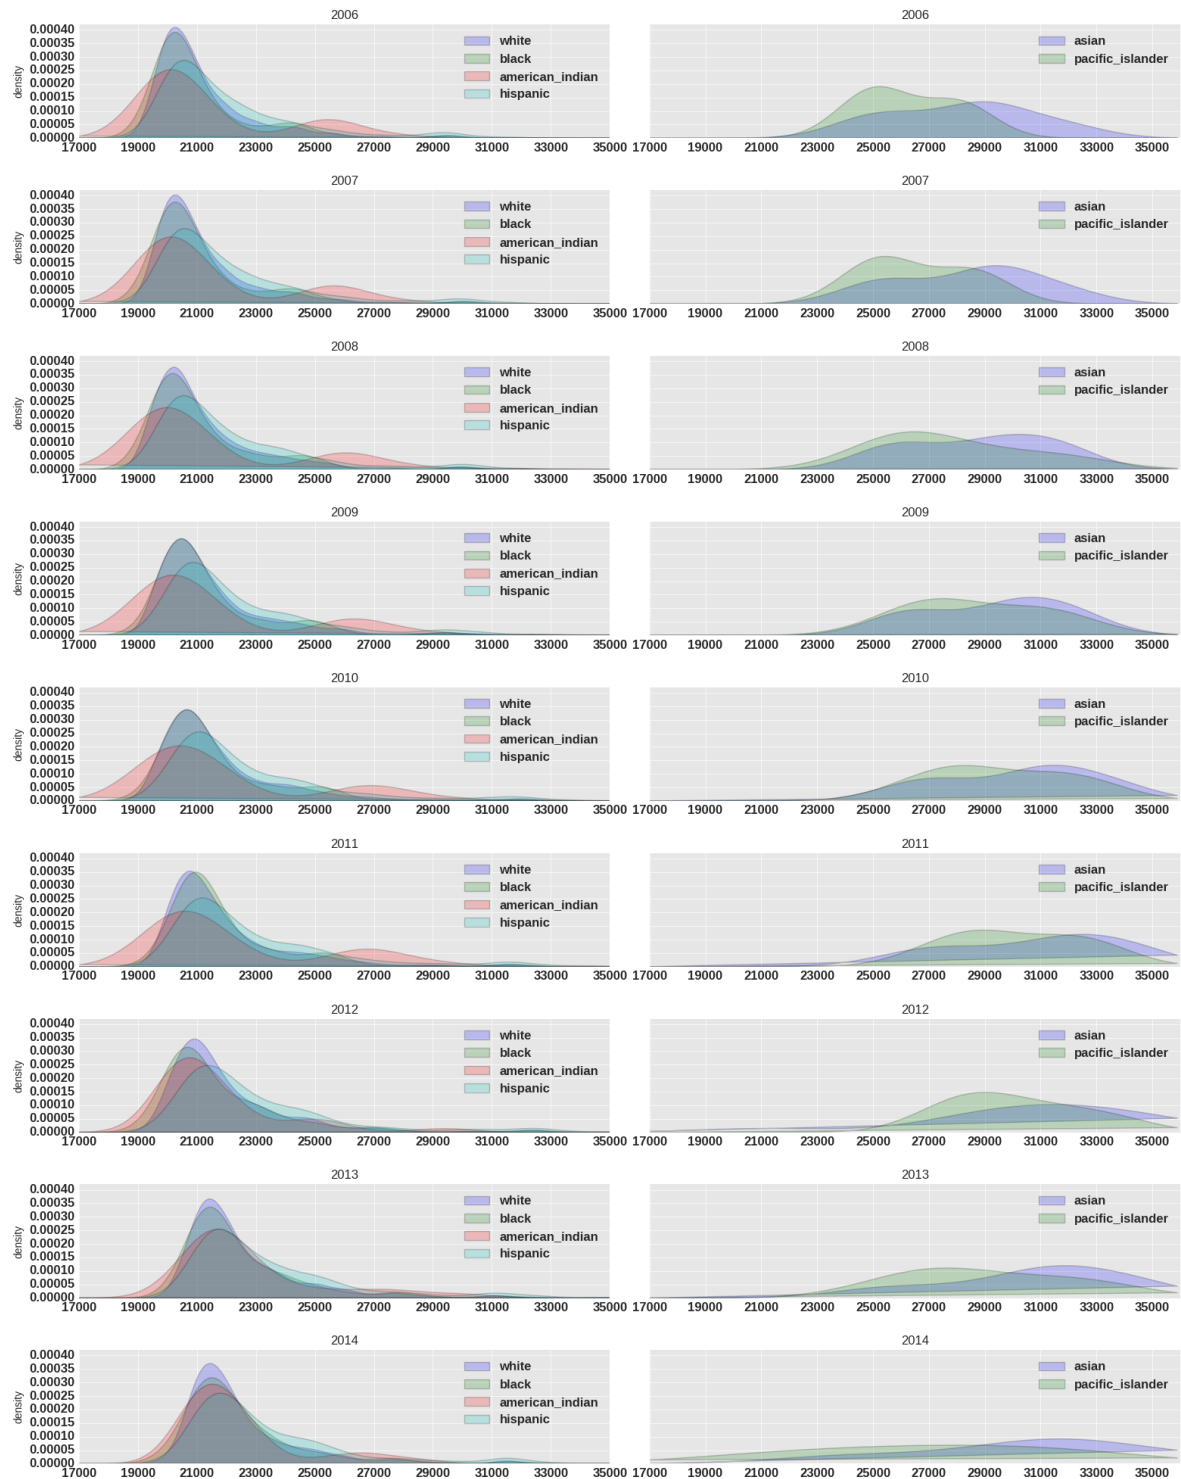 2006
2006
0.00040
0.00035
0.00030
0.00025
0.00020
0.00015
0.00010
0.00005
0.00000
density
white
black
american_indian
hispanic
asian
pacific_islander
17000 19000 21000 23000 25000 27000 29000 31000 33000 35000
17000 19000 21000 23000 25000 27000 29000 31000 33000 35000
2007
2007
0.00040
0.00035
0.00030
0.00025
0.00020
0.00015
0.00010
0.00005
0.00000
density
white
black
american_indian
hispanic
asian
pacific_islander
17000 19000 21000 23000 25000 27000 29000 31000 33000 35000
17000 19000 21000 23000 25000 27000 29000 31000 33000 35000
2008
2008
0.00040
0.00035
0.00030
0.00025
0.00020
0.00015
0.00010
0.00005
0.00000
density
white
black
american_indian
hispanic
asian
pacific_islander
17000 19000 21000 23000 25000 27000 29000 31000 33000 35000
17000 19000 21000 23000 25000 27000 29000 31000 33000 35000
2009
2009
0.00040
0.00035
0.00030
0.00025
0.00020
0.00015
0.00010
0.00005
0.00000
density
white
black
american_indian
hispanic
asian
pacific_islander
17000 19000 21000 23000 25000 27000 29000 31000 33000 35000
17000 19000 21000 23000 25000 27000 29000 31000 33000 35000
2010
2010
0.00040
0.00035
0.00030
0.00025
0.00020
0.00015
0.00010
0.00005
0.00000
density
white
black
american_indian
hispanic
asian
pacific_islander
17000 19000 21000 23000 25000 27000 29000 31000 33000 35000
17000 19000 21000 23000 25000 27000 29000 31000 33000 35000
2011
2011
0.00040
0.00035
0.00030
0.00025
0.00020
0.00015
0.00010
0.00005
0.00000
density
white
black
american_indian
hispanic
asian
pacific_islander
17000 19000 21000 23000 25000 27000 29000 31000 33000 35000
17000 19000 21000 23000 25000 27000 29000 31000 33000 35000
2012
2012
0.00040
0.00035
0.00030
0.00025
0.00020
0.00015
0.00010
0.00005
0.00000
density
white
black
american_indian
hispanic
asian
pacific_islander
17000 19000 21000 23000 25000 27000 29000 31000 33000 35000
17000 19000 21000 23000 25000 27000 29000 31000 33000 35000
2013
2013
0.00040
0.00035
0.00030
0.00025
0.00020
0.00015
0.00010
0.00005
0.00000
density
white
black
american_indian
hispanic
asian
pacific_islander
17000 19000 21000 23000 25000 27000 29000 31000 33000 35000
17000 19000 21000 23000 25000 27000 29000 31000 33000 35000
2014
2014
0.00040
0.00035
0.00030
0.00025
0.00020
0.00015
0.00010
0.00005
0.00000
density
white
black
american_indian
hispanic
asian
pacific_islander
17000 19000 21000 23000 25000 27000 29000 31000 33000 35000
17000 19000 21000 23000 25000 27000 29000 31000 33000 35000